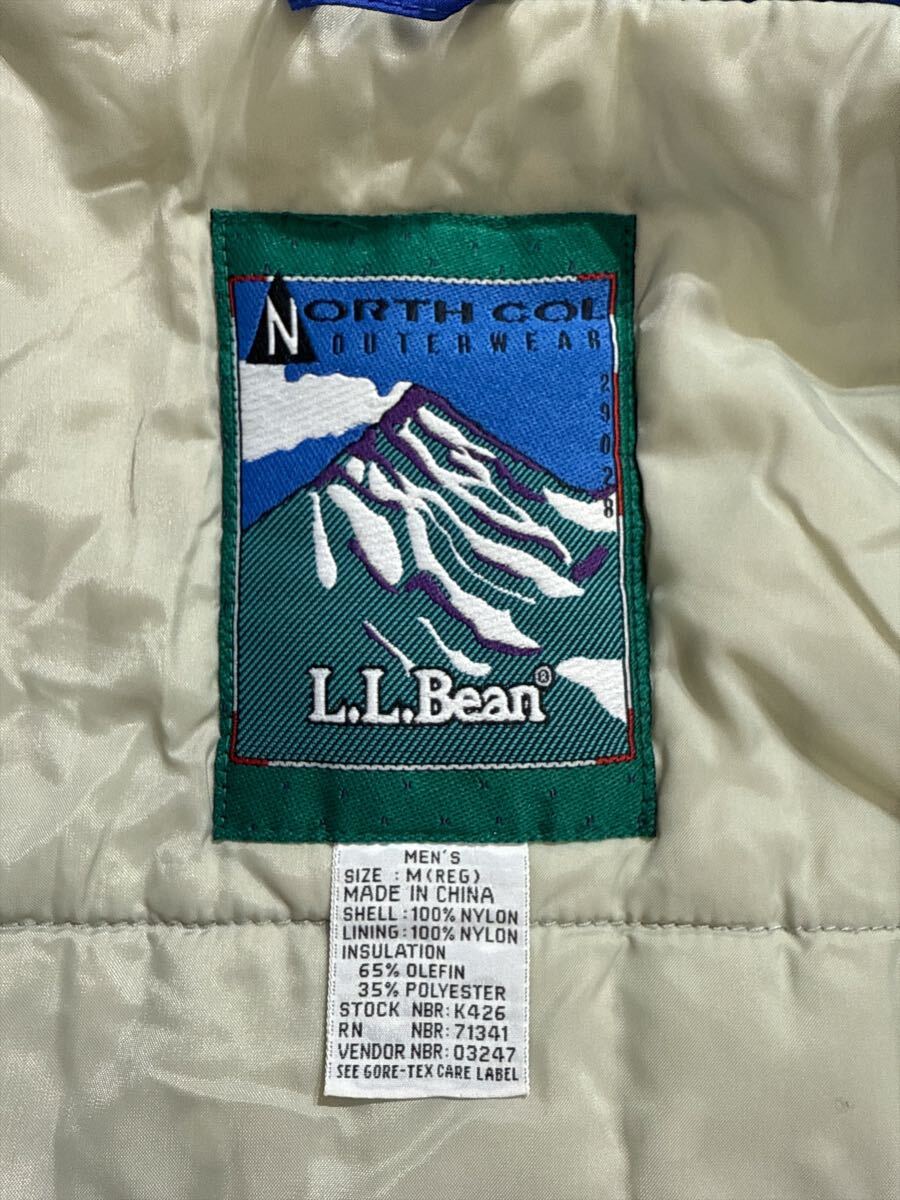 NORTH COL
OUTERWEAR
29028
L.L.Bean®
MEN'S
SIZE : M(REG)
MADE IN CHINA
SHELL : 100% NYLON
LINING : 100% NYLON
INSULATION
65% OLEFIN
35% POLYESTER
STOCK NBR: K426
RN NBR: 71341
VENDOR NBR: 03247
SEE GORE-TEX CARE LABEL